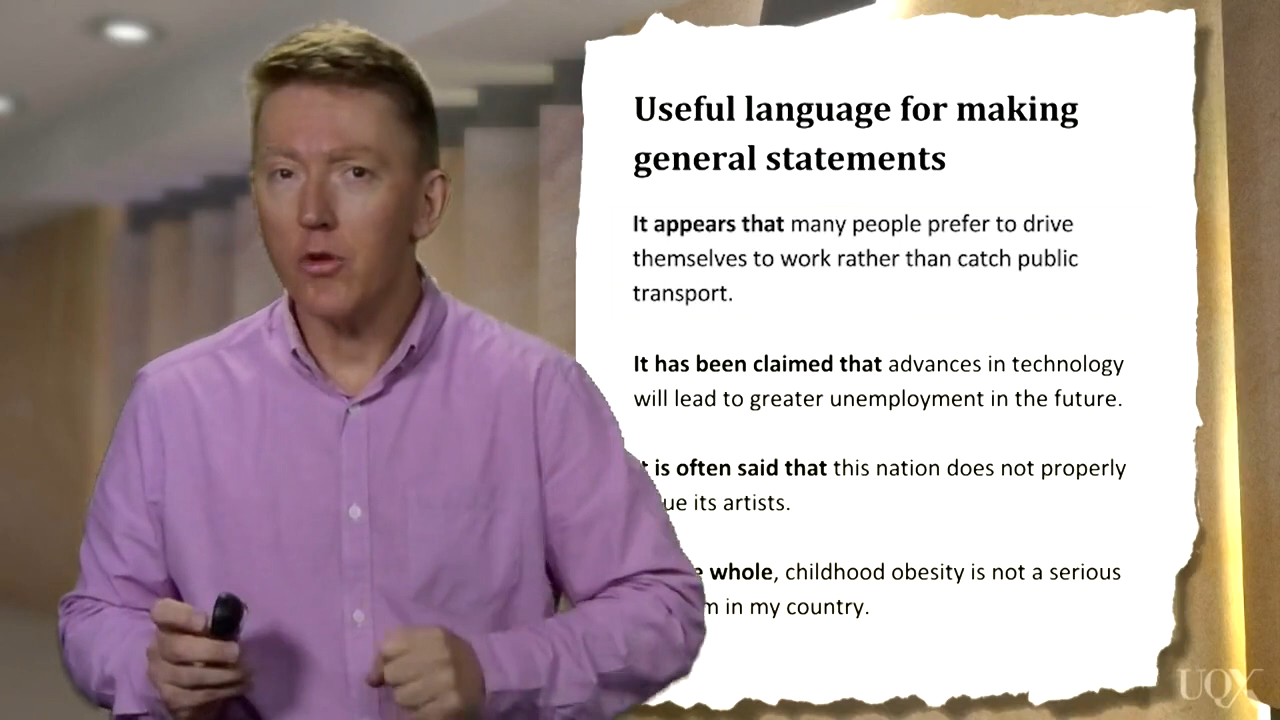 Useful language for making
general statements
It appears that many people prefer to drive
themselves to work rather than catch public
transport.
It has been claimed that advances in technology
will lead to greater unemployment in the future.
is often said that this nation does not properly
its artists.
whole, childhood obesity is not a serious
in my country.
UQX